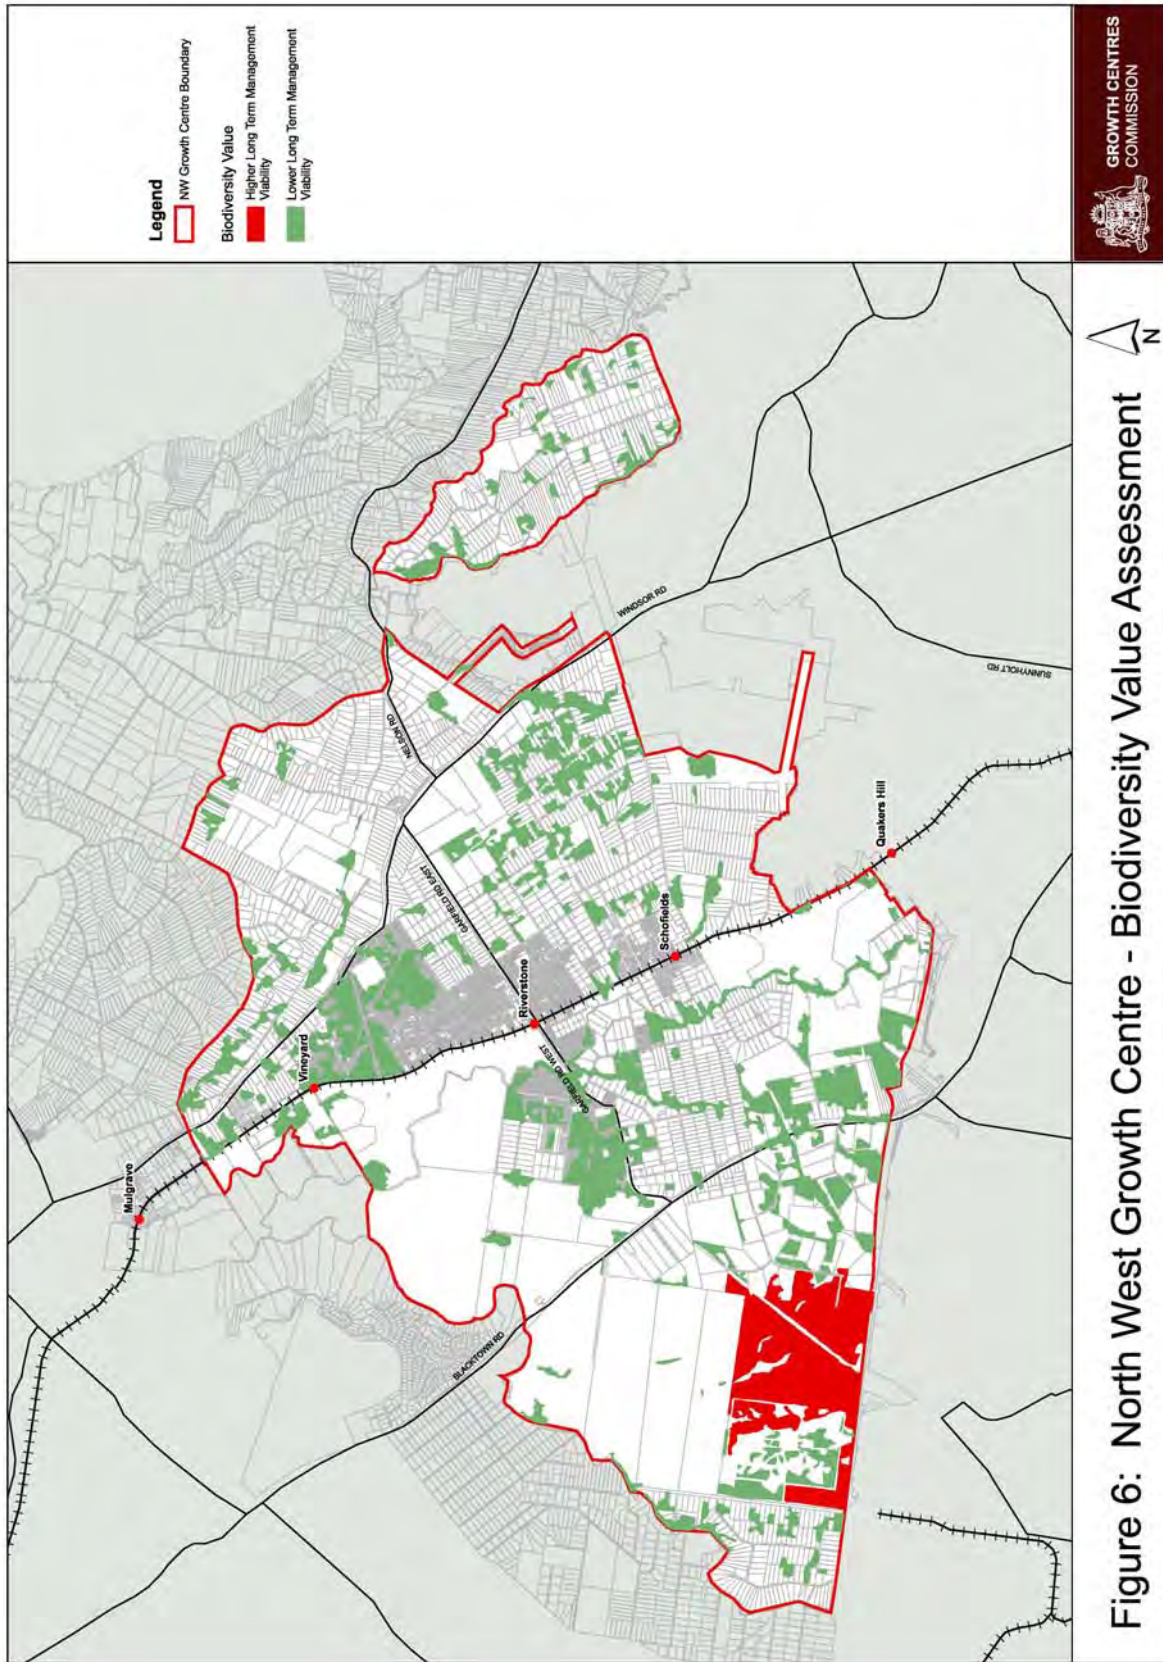 Legend
NW Growth Centre Boundary
Biodiversity Value
Higher Long Term Management
Viability
Lower Long Term Management
Viability
Mulgrave
Vineyard
Riverstone
Schofields
Quakers Hill
NELSON RD
WINDSOR RD
GARFIELD RD EAST
GARFIELD RD WEST
BLACKTOWN RD
SUNNYHOLT RD
Figure 6: North West Growth Centre - Biodiversity Value Assessment
N
GROWTH CENTRES
COMMISSION